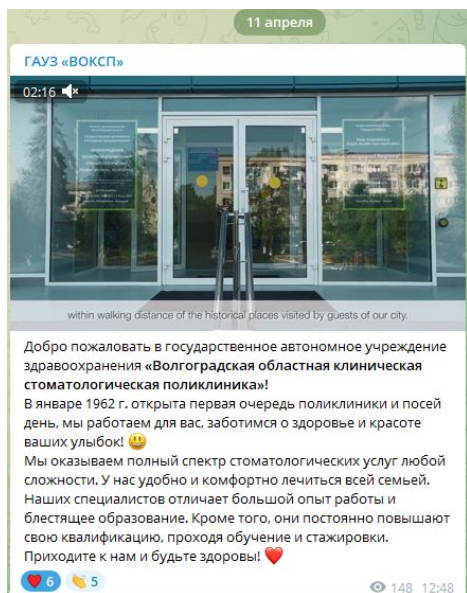 11 апреля
ГАУЗ «ВОКСП»
02:16
within walking distance of the historical places visited by guests of our city.
Добро пожаловать в государственное автономное учреждение
здравоохранения «Волгоградская областная клиническая
стоматологическая поликлиника»!
В январе 1962 г. открыта первая очередь поликлиники и посей
день, мы работаем для вас, заботимся о здоровье и красоте
ваших улыбок! 😃
Мы оказываем полный спектр стоматологических услуг любой
сложности. У нас удобно и комфортно лечиться всей семьей.
Наших специалистов отличает большой опыт работы и
блестящее образование. Кроме того, они постоянно повышают
свою квалификацию, проходя обучение и стажировки.
Приходите к нам и будьте здоровы! ❤️
❤️ 6 👏 5
148 12:48